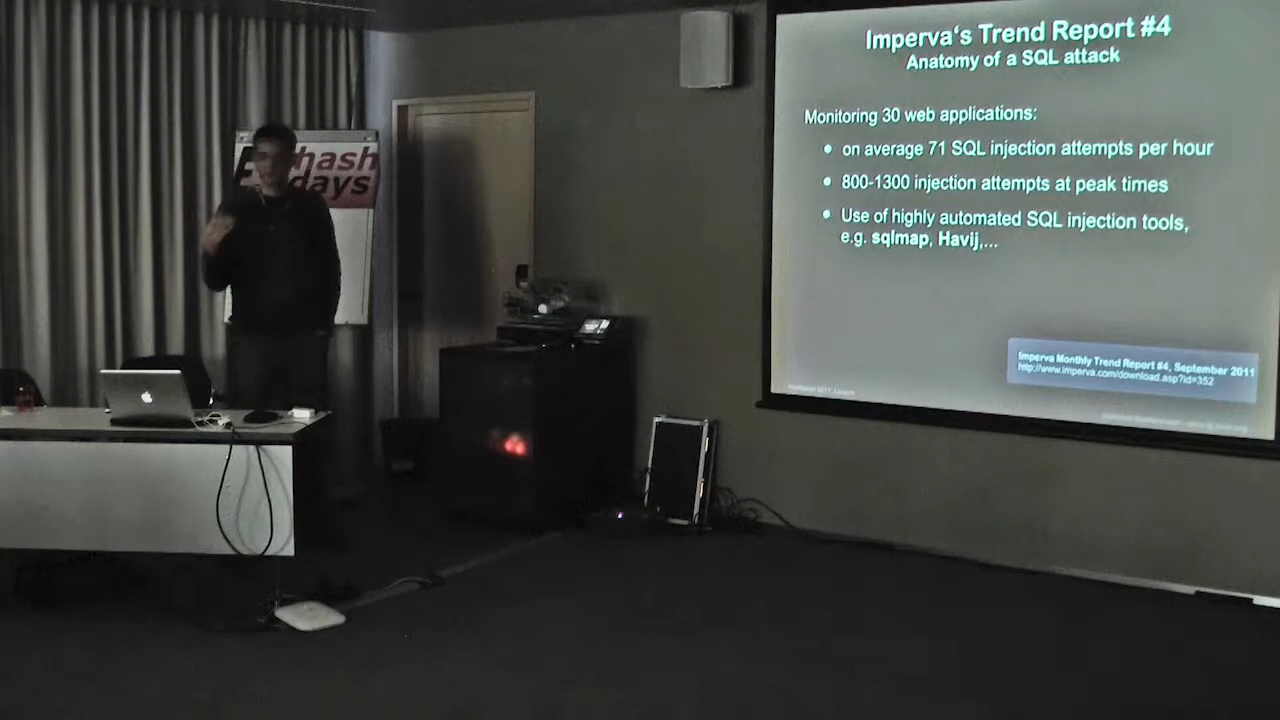 hash
days
Imperva's Trend Report #4
Anatomy of a SQL attack
Monitoring 30 web applications:
• on average 71 SQL injection attempts per hour
• 800-1300 injection attempts at peak times
• Use of highly automated SQL injection tools,
e.g. sqlmap, Havij,...
Imperva Monthly Trend Report #4, September 2011
http://www.imperva.com/download.asp?id=352